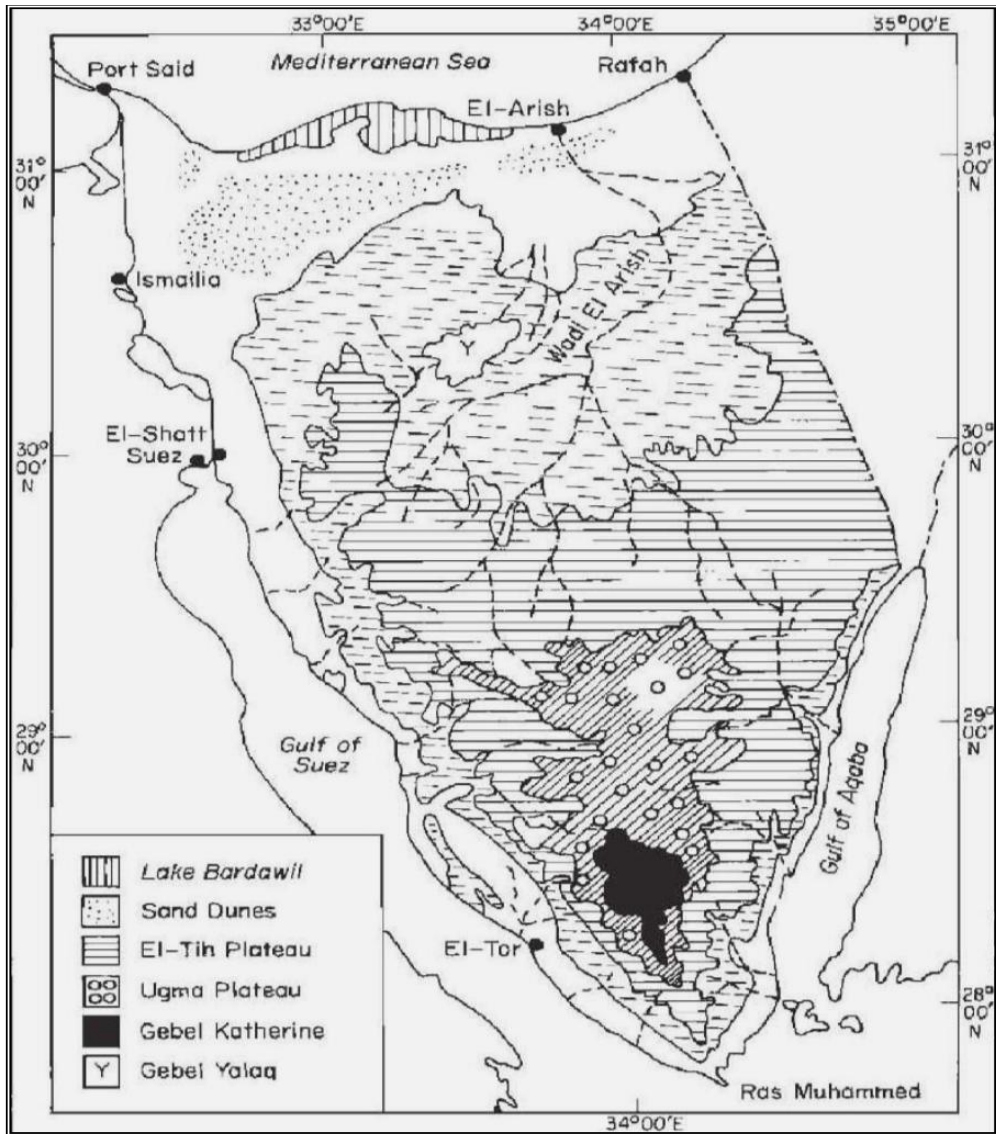 33°00'E
34°00'E
35°00'E
Port Said
Mediterranean Sea
Rafah
El-Arish
31°
00'
N
31°
00'
N
Ismailia
Wadi El Arish
Y
El-Shatt
Suez
30°
00'
N
30°
00'
N
29°
00'
N
29°
00'
N
Gulf of
Suez
Gulf of Aqaba
Lake Bardawil
Sand Dunes
El-Tih Plateau
Ugma Plateau
Gebel Katherine
Y
Gebel Yalaq
El-Tor
28°
00'
N
Ras Muhammed
34°00'E